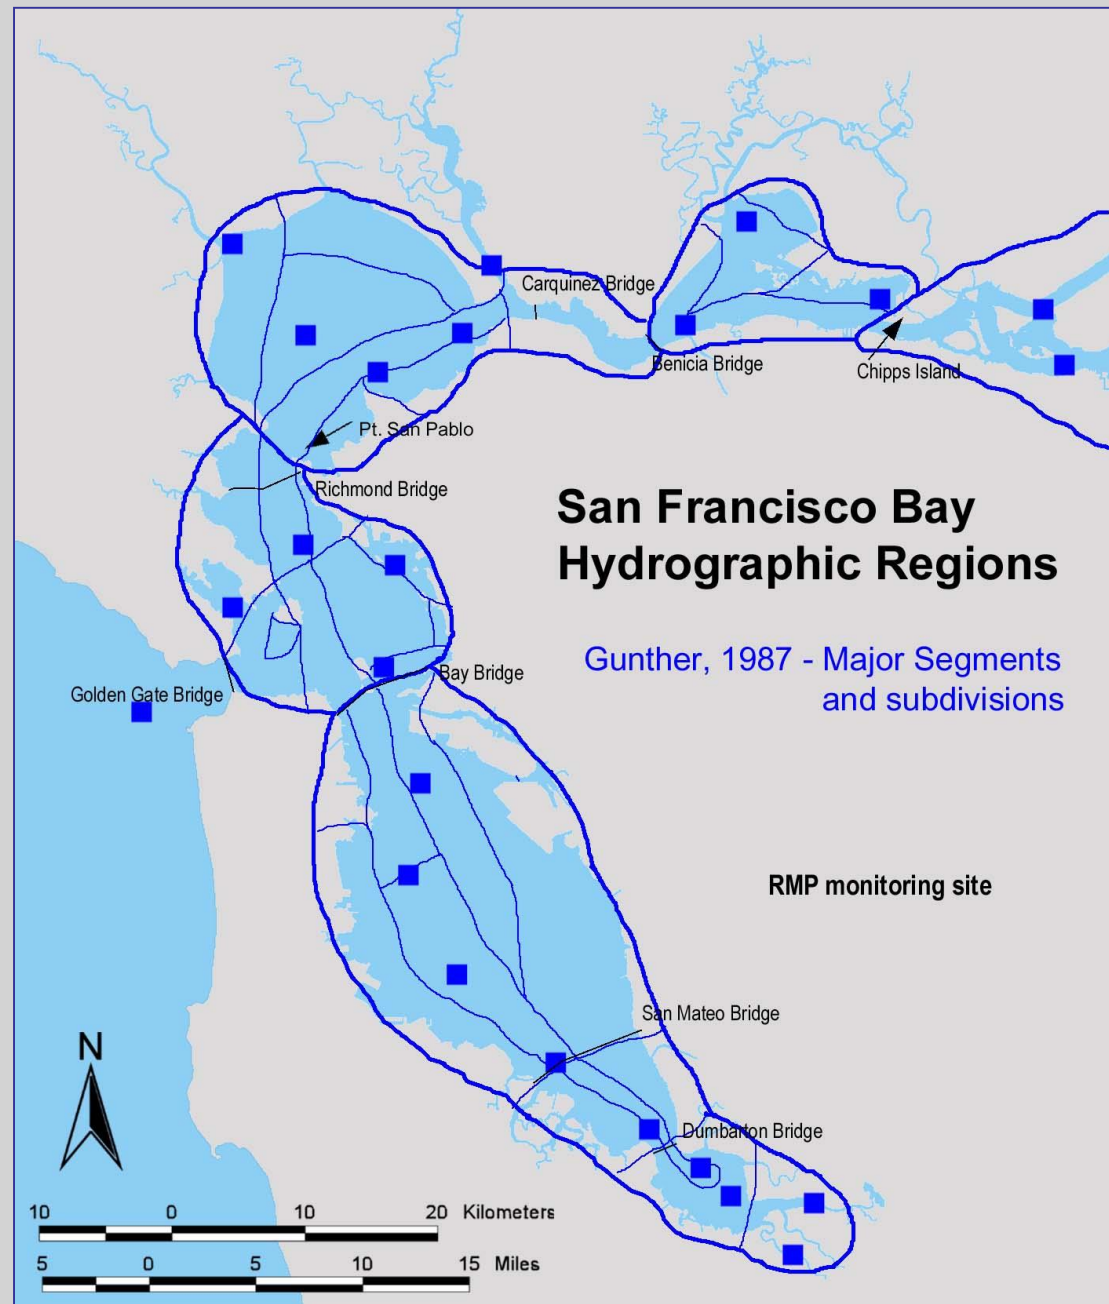 Carquinez Bridge
Benicia Bridge
Chipps Island
Pt. San Pablo
Richmond Bridge
San Francisco Bay
Hydrographic Regions
Gunther, 1987 - Major Segments
and subdivisions
Bay Bridge
Golden Gate Bridge
RMP monitoring site
San Mateo Bridge
N
Dumbarton Bridge
10 0 10 20 Kilometers
5 0 5 10 15 Miles